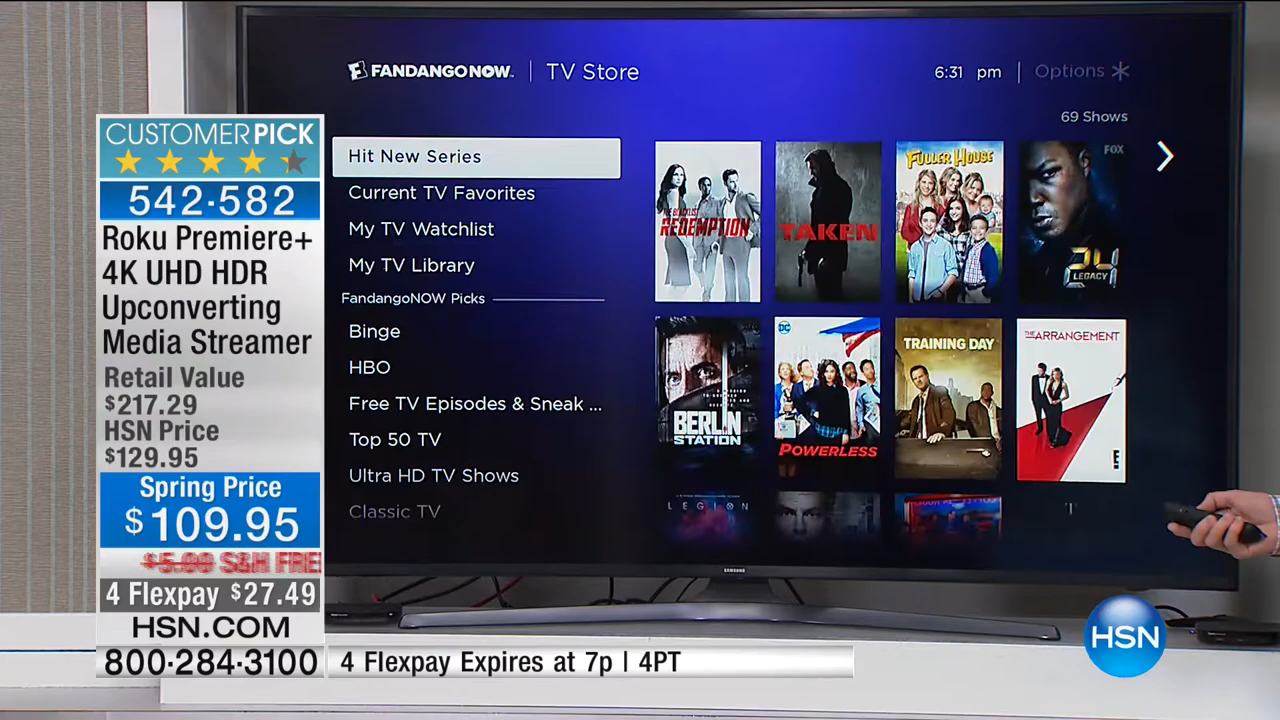 CUSTOMER PICK
542·582
Roku Premiere+
4K UHD HDR
Upconverting
Media Streamer
Retail Value
$217.29
HSN Price
$129.95
Spring Price
$109.95
$5.00 S&H FREE
4 Flexpay $27.49
HSN.COM
800·284·3100
4 Flexpay Expires at 7p | 4PT
FANDANGONOW | TV Store
6:31 pm | Options
69 Shows
Hit New Series
Current TV Favorites
My TV Watchlist
My TV Library
FandangoNOW Picks
Binge
HBO
Free TV Episodes & Sneak ...
Top 50 TV
Ultra HD TV Shows
Classic TV
THE BLACKLIST
REDEMPTION
TAKEN
FULLER HOUSE
FOX
24
LEGACY
BERLIN
STATION
DC
POWERLESS
TRAINING DAY
THE ARRANGEMENT
E
LEGION
T
SAMSUNG
HSN